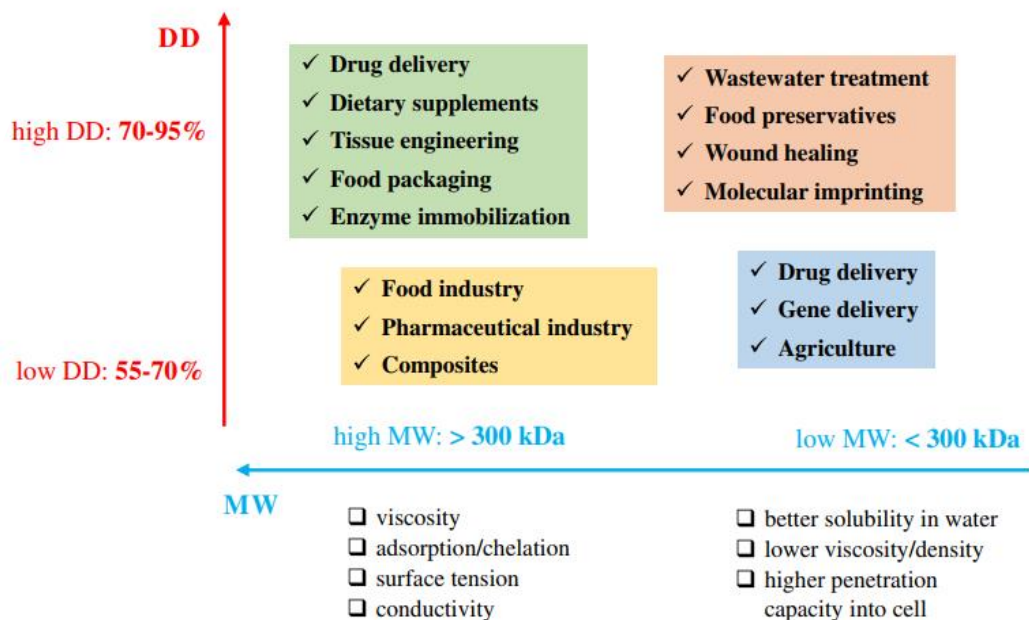 DD
high DD: 70-95%
✓ Drug delivery
✓ Dietary supplements
✓ Tissue engineering
✓ Food packaging
✓ Enzyme immobilization
✓ Wastewater treatment
✓ Food preservatives
✓ Wound healing
✓ Molecular imprinting
low DD: 55-70%
✓ Food industry
✓ Pharmaceutical industry
✓ Composites
✓ Drug delivery
✓ Gene delivery
✓ Agriculture
high MW: > 300 kDa
low MW: < 300 kDa
MW
❑ viscosity
❑ adsorption/chelation
❑ surface tension
❑ conductivity
❑ better solubility in water
❑ lower viscosity/density
❑ higher penetration
capacity into cell